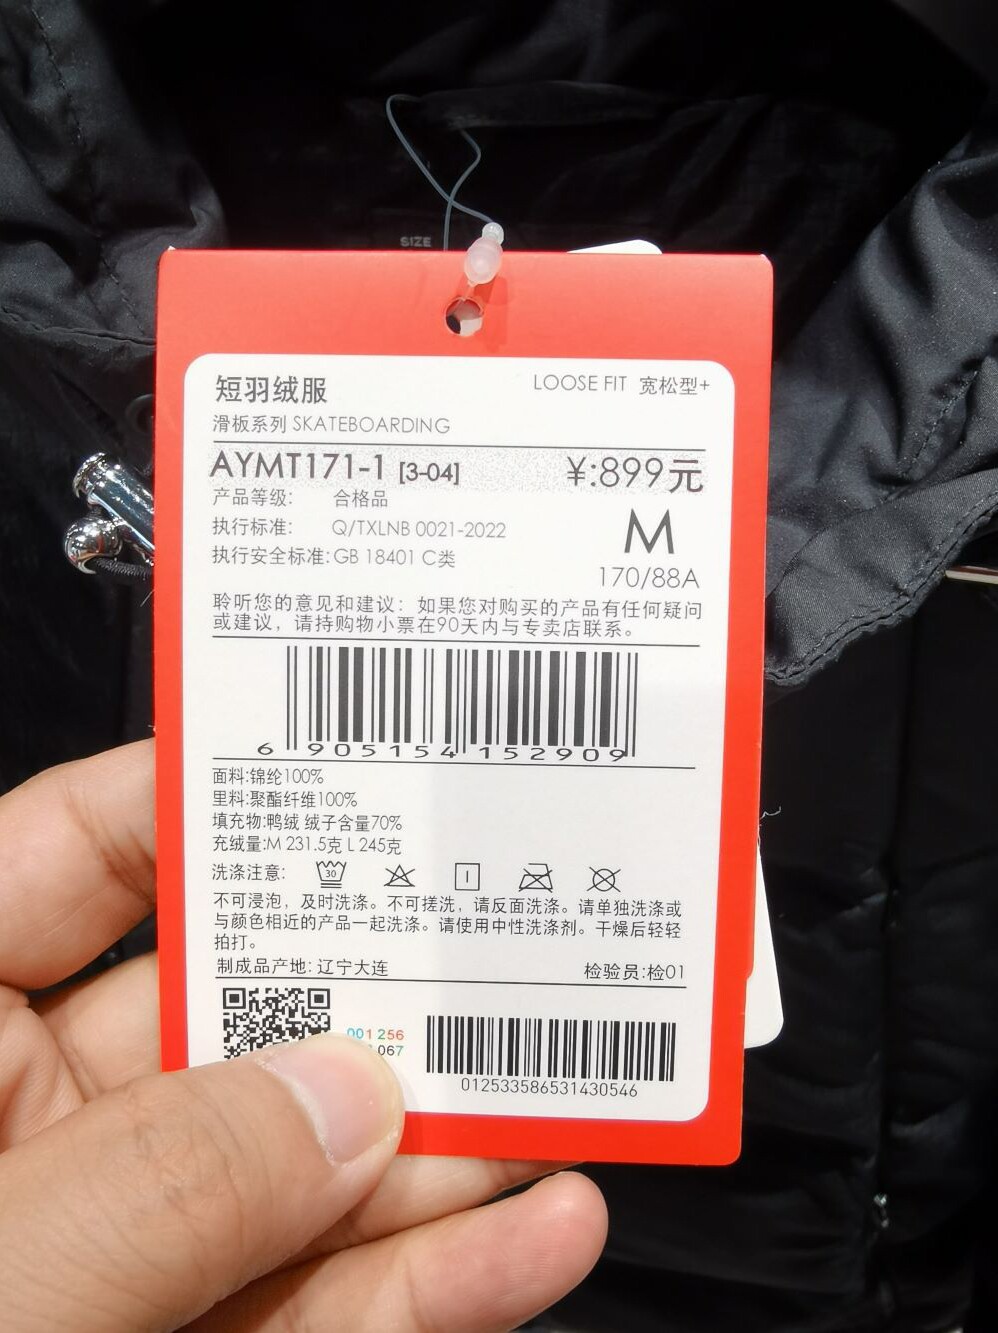 SIZE
短羽绒服
LOOSE FIT 宽松型+
滑板系列 SKATEBOARDING
AYMT171-1 [3-04] ¥:899元
产品等级: 合格品
执行标准: Q/TXLNB 0021-2022
M
执行安全标准: GB 18401 C类
170/88A
聆听您的意见和建议：如果您对购买的产品有任何疑问
或建议，请持购物小票在90天内与专卖店联系。
6 905154 152909
面料:锦纶100%
里料:聚酯纤维100%
填充物:鸭绒 绒子含量70%
充绒量:M 231.5克 L 245克
洗涤注意: 30
不可浸泡，及时洗涤。不可搓洗，请反面洗涤。请单独洗涤或
与颜色相近的产品一起洗涤。请使用中性洗涤剂。干燥后轻轻
拍打。
制成品产地: 辽宁大连 检验员:检01
001 256
067
012533586531430546